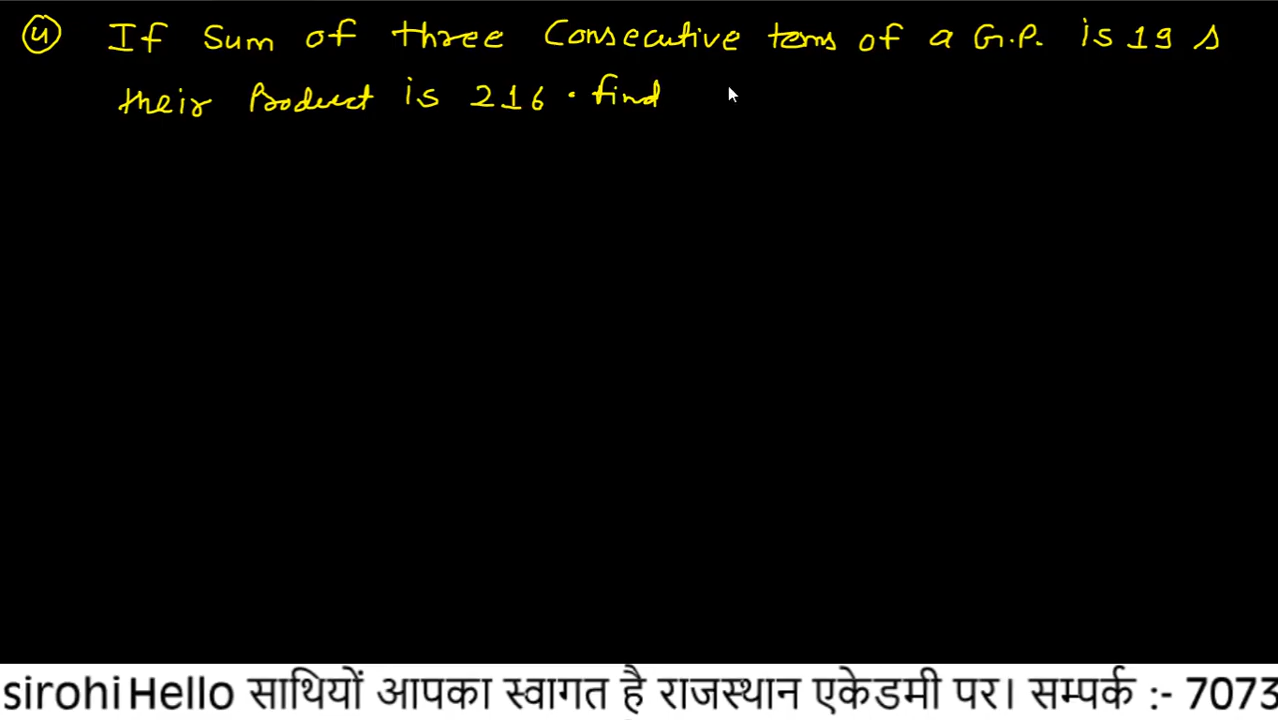 4 If Sum of three Consecutive terms of a G.P. is 19 &
their Product is 216. find
sirohi Hello साथियों आपका स्वागत है राजस्थान एकेडमी पर। सम्पर्क :- 7073